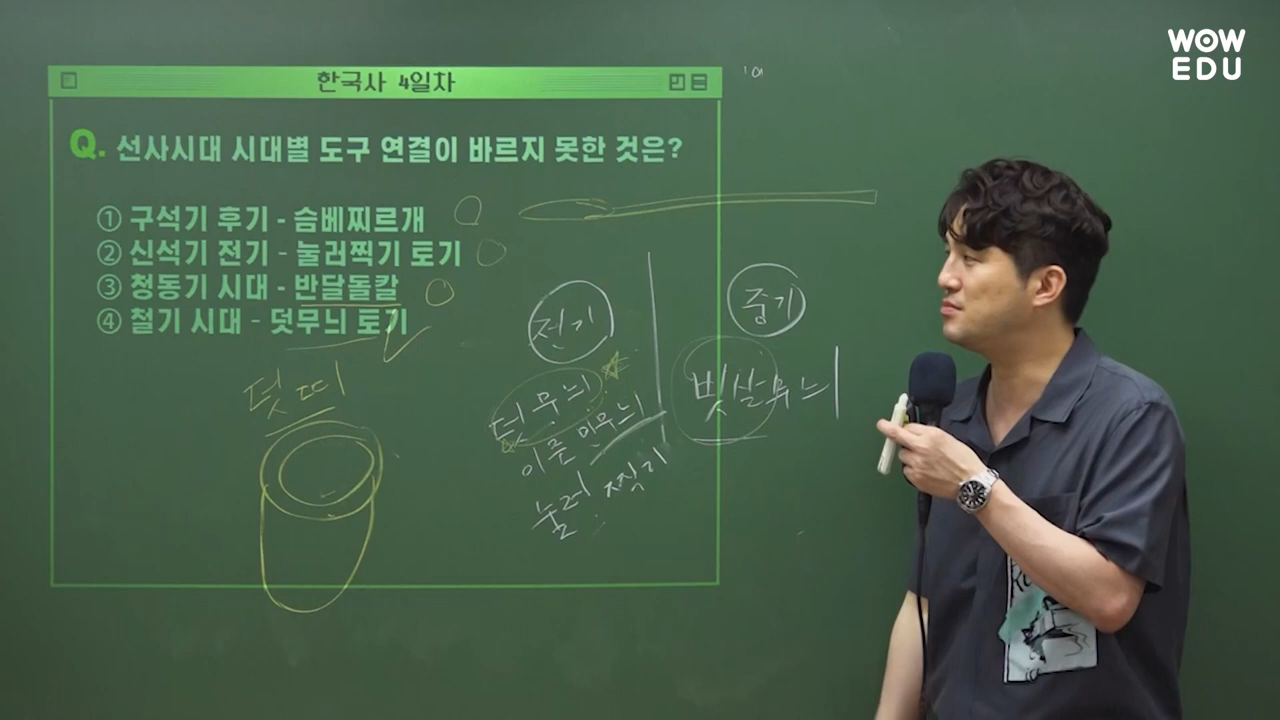 WOW
EDU
한국사 4일차
Q. 선사시대 시대별 도구 연결이 바르지 못한 것은?
① 구석기 후기 - 슴베찌르개
② 신석기 전기 - 눌러찍기 토기
③ 청동기 시대 - 반달돌칼
④ 철기 시대 - 덧무늬 토기
덧띠
전기
덧무늬
이른민무늬
눌러찍기
중기
빗살무늬